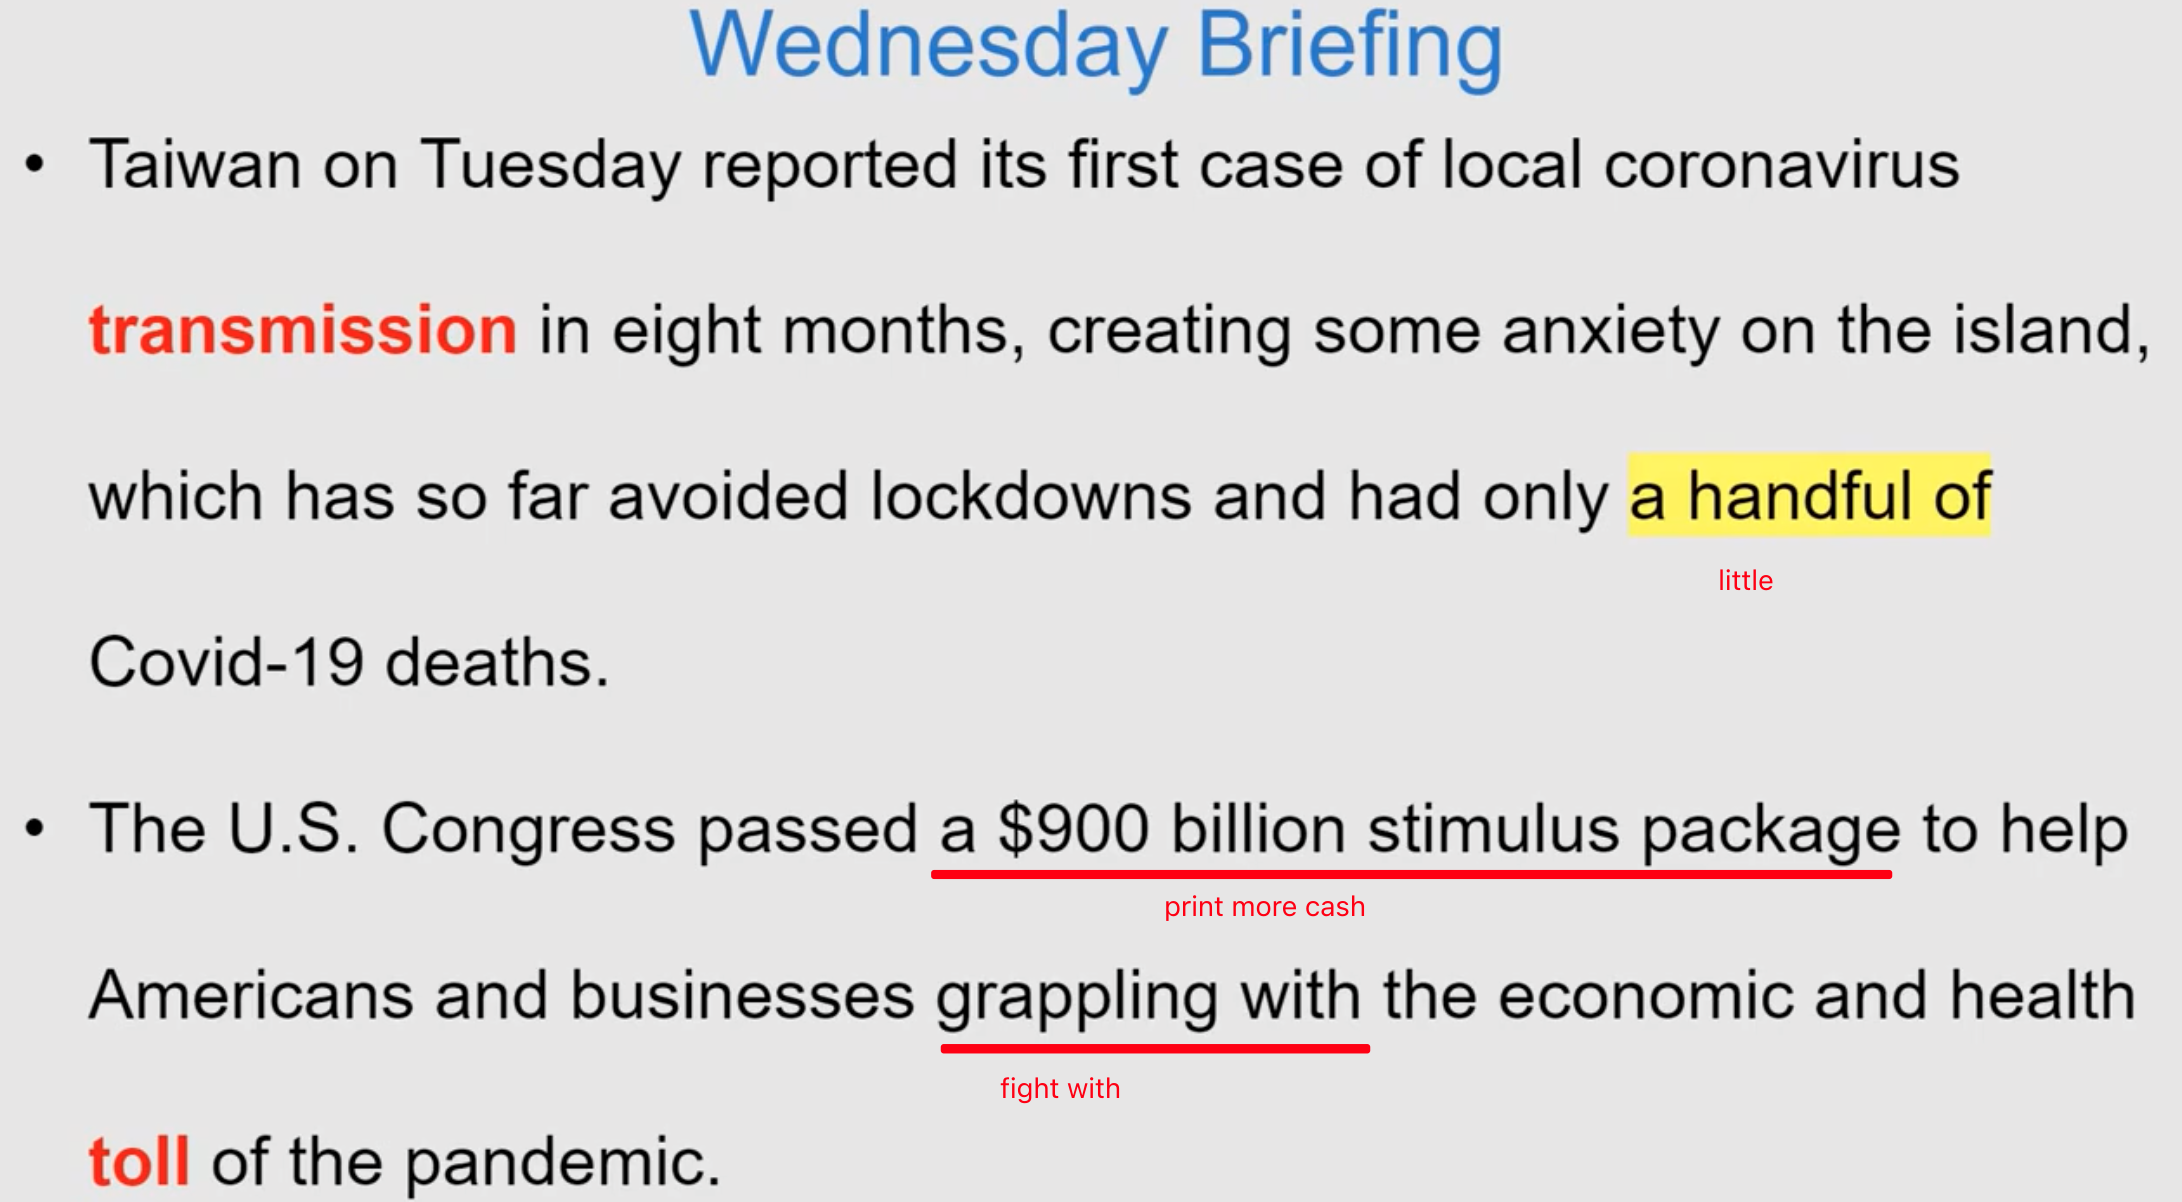 Wednesday Briefing
• Taiwan on Tuesday reported its first case of local coronavirus
transmission in eight months, creating some anxiety on the island,
which has so far avoided lockdowns and had only a handful of
little
Covid-19 deaths.
• The U.S. Congress passed a $900 billion stimulus package to help
print more cash
Americans and businesses grappling with the economic and health
fight with
toll of the pandemic.